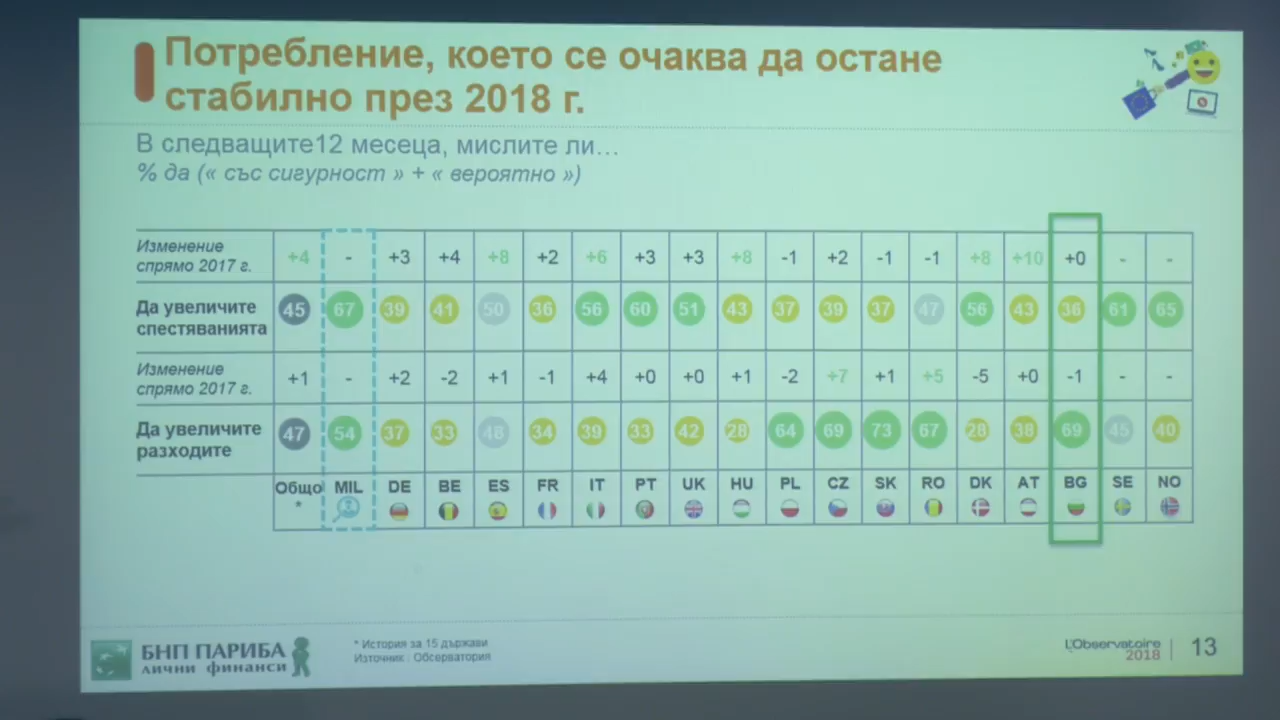 Потребление, което се очаква да остане
стабилно през 2018 г.
В следващите12 месеца, мислите ли…
% да (« със сигурност » + « вероятно »)
Изменение
спрямо 2017 г.
+4 - +3 +4 +8 +2 +6 +3 +3 +8 -1 +2 -1 -1 +8 +10 +0 - -
Да увеличите
спестяванията
45 67 39 41 50 36 56 60 51 43 37 39 37 47 56 43 36 61 65
Изменение
спрямо 2017 г.
+1 - +2 -2 +1 -1 +4 +0 +0 +1 -2 +7 +1 +5 -5 +0 -1 - -
Да увеличите
разходите
47 54 37 33 48 34 39 33 42 28 64 69 73 67 28 38 69 45 40
Общо MIL DE BE ES FR IT PT UK HU PL CZ SK RO DK AT BG SE NO
*
БНП ПАРИБА
лични финанси
* История за 15 държави
Източник : Обсерватория
L'Observatoire
2018
13